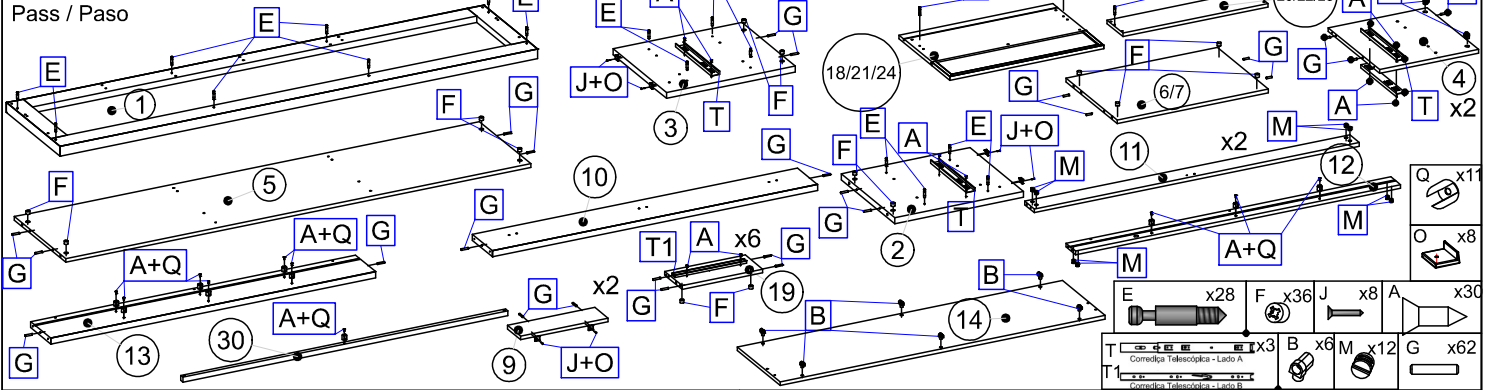 Pass / Paso
E
E
E
1
E
G
J+O
3
T
F
18/21/24
F
G
G
6/7
A
G
A
T
4
x2
F
G
5
F
G
G
10
G
E
A
E
J+O
F
M
G
T
2
M
11
x2
12
M
A+Q
M
Q x11
O x8
A+Q
A+Q
G
G
13
A+Q
30
T1
A
x6
G
G
F
19
G
x2
9
J+O
B
B
B
14
E x28
F x36
J x8
A x30
T x3
Corrediça Telescópica - Lado A
T1
Corrediça Telescópica - Lado B
B x6
M x12
G x62